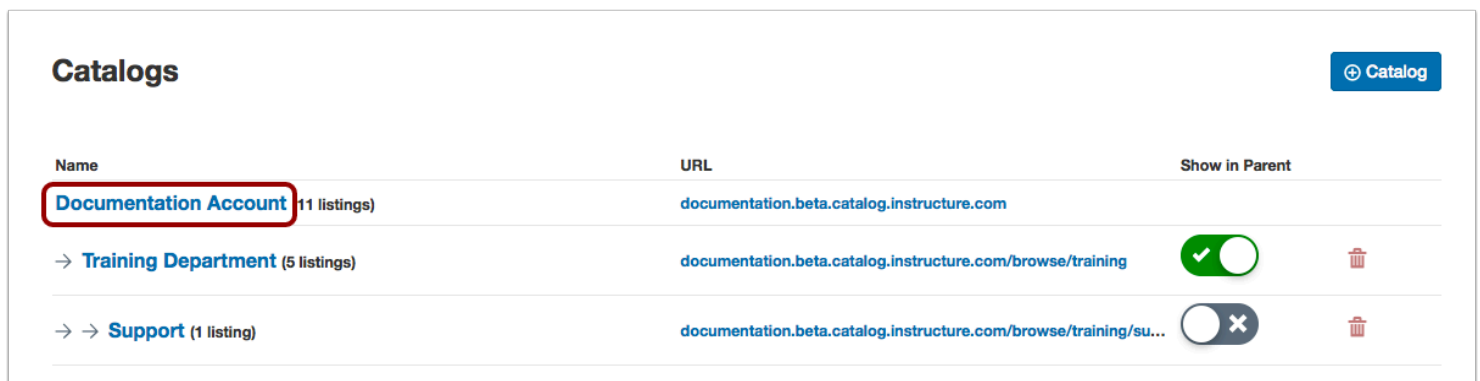 Catalogs
Catalog
Name URL Show in Parent
Documentation Account (11 listings) documentation.beta.catalog.instructure.com
→ Training Department (5 listings) documentation.beta.catalog.instructure.com/browse/training
→ → Support (1 listing) documentation.beta.catalog.instructure.com/browse/training/su...